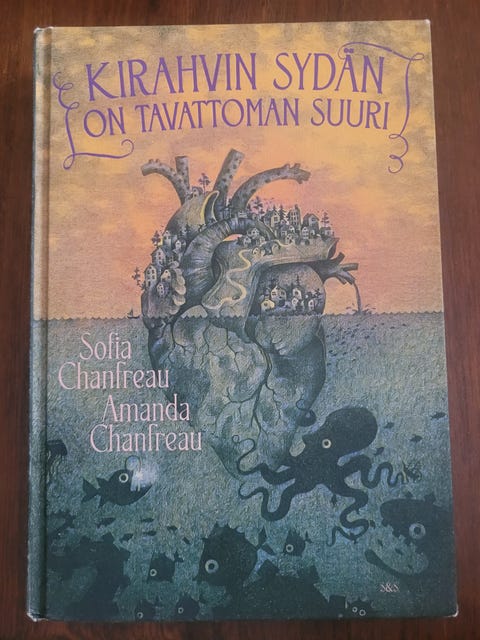 KIRAHVIN SYDÄN
ON TAVATTOMAN SUURI
Sofia
Chanfreau
Amanda
Chanfreau
S&S